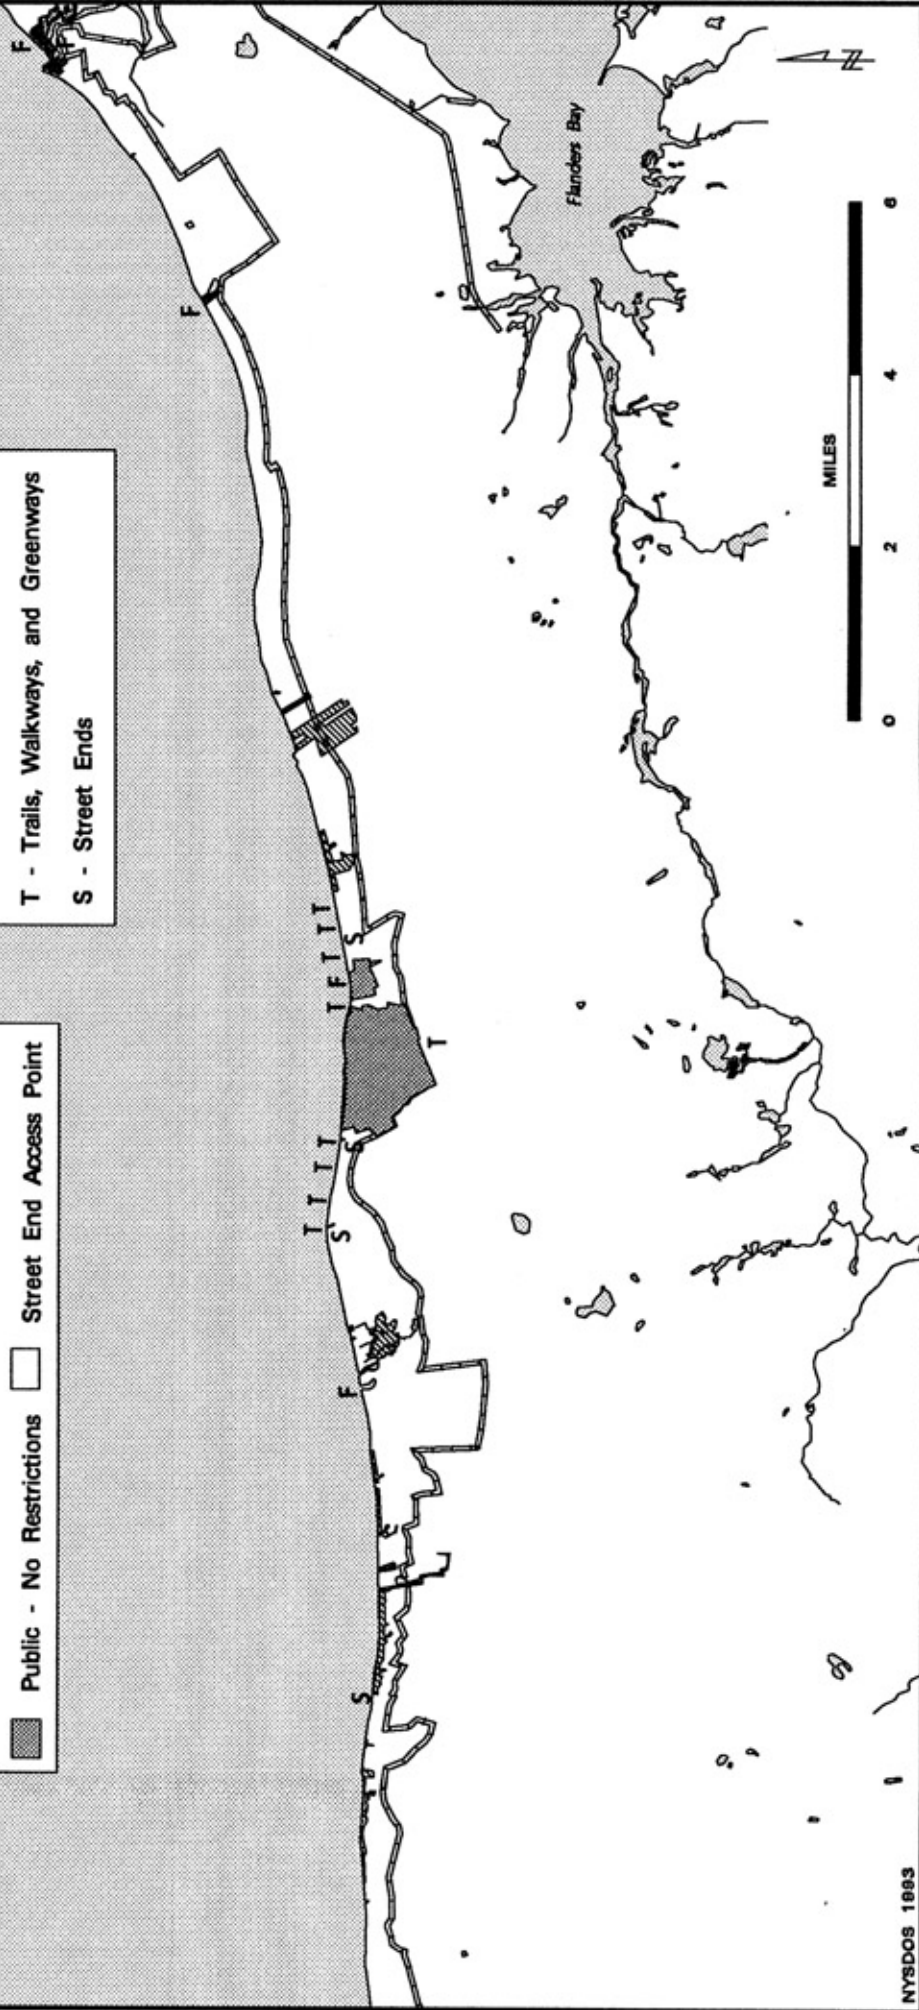 Public - No Restrictions
Street End Access Point
T - Trails, Walkways, and Greenways
S - Street Ends
F
F
F
T
T
S
T
F
T
T
T
T
S
T
T
S
F
S
Flanders Bay
N
MILES
0 2 4 6
NYSDOS 1993